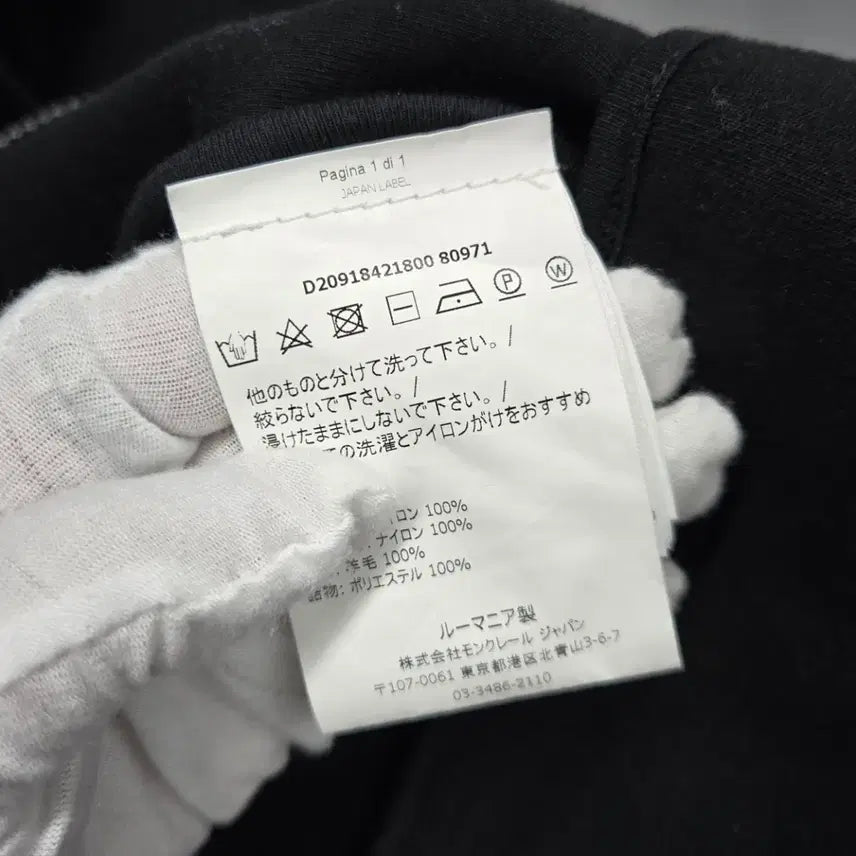 Pagina 1 di 1
JAPAN LABEL
D20918421800 80971
P W
他のものと分けて洗って下さい。/
絞らないで下さい。/
浸けたままにしないで下さい。/
の洗濯とアイロンがけをおすすめ
ロン 100%
ナイロン 100%
羊毛 100%
物: ポリエステル 100%
ルーマニア製
株式会社モンクレール ジャパン
〒107-0061 東京都港区北青山3-6-7
03-3486-2110